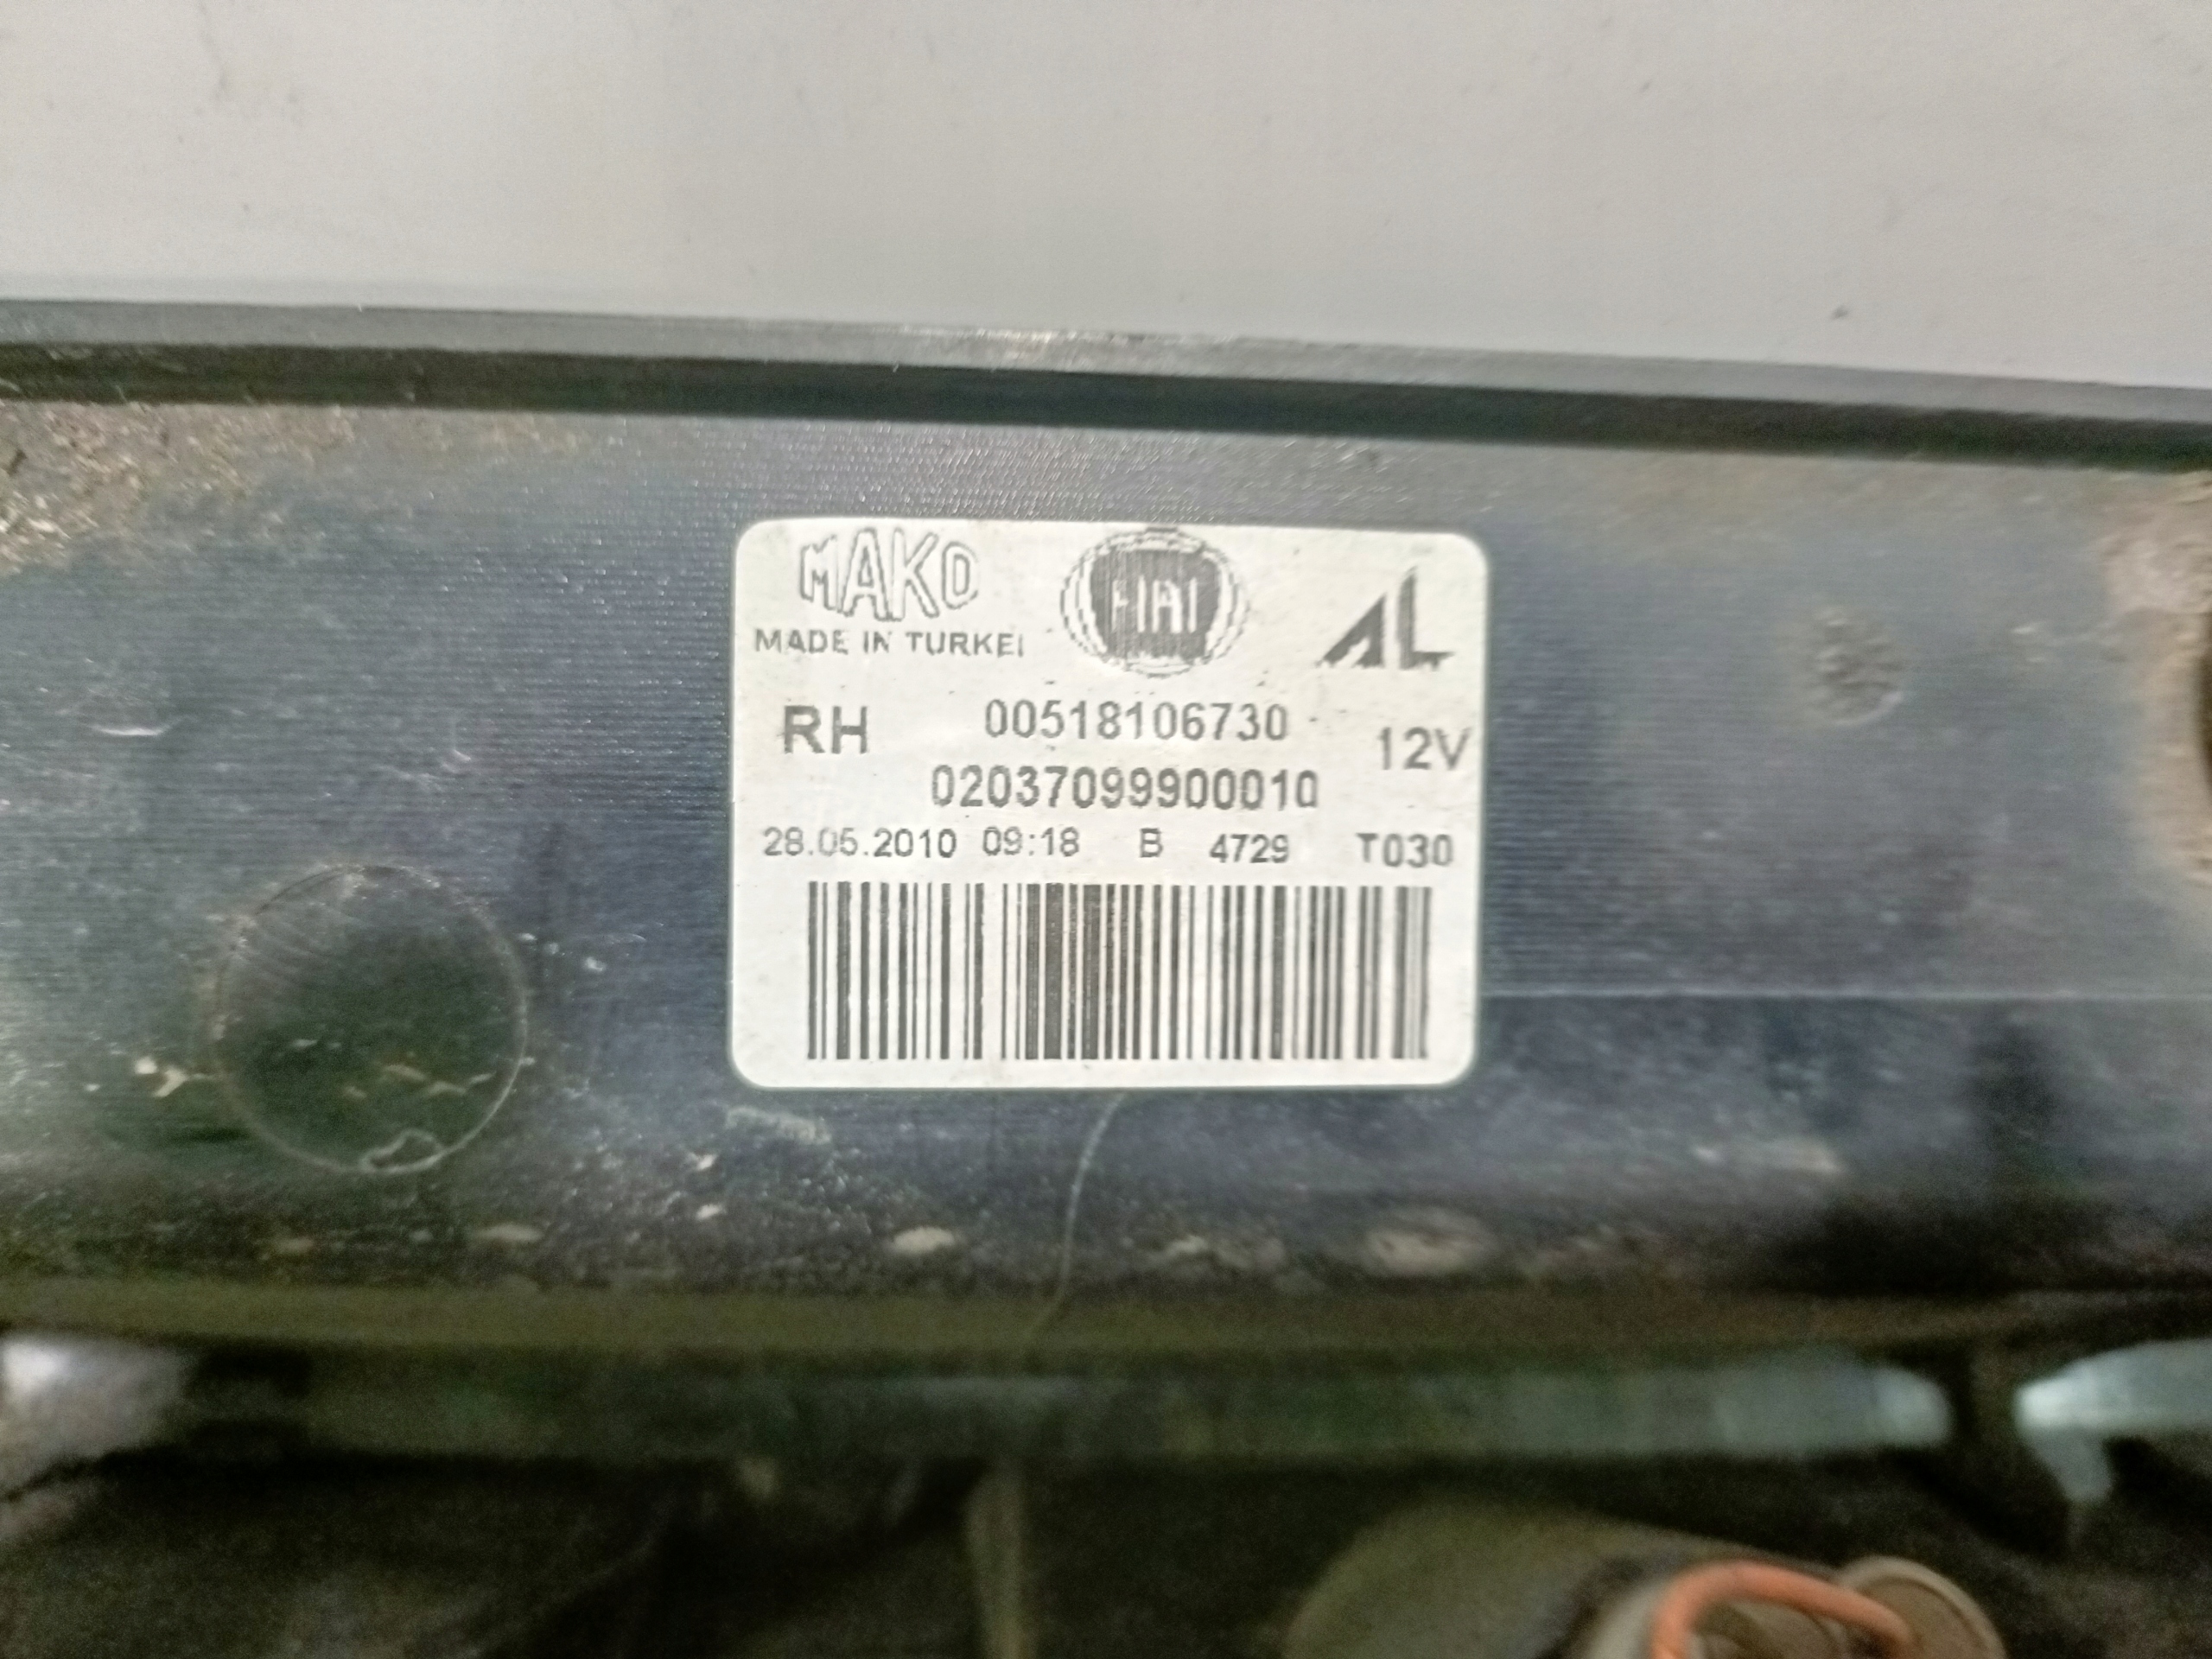 MAKO FIAT AL
MADE IN TURKEI
RH 00518106730 12V
02037099900010
28.05.2010 09:18 B 4729 T030